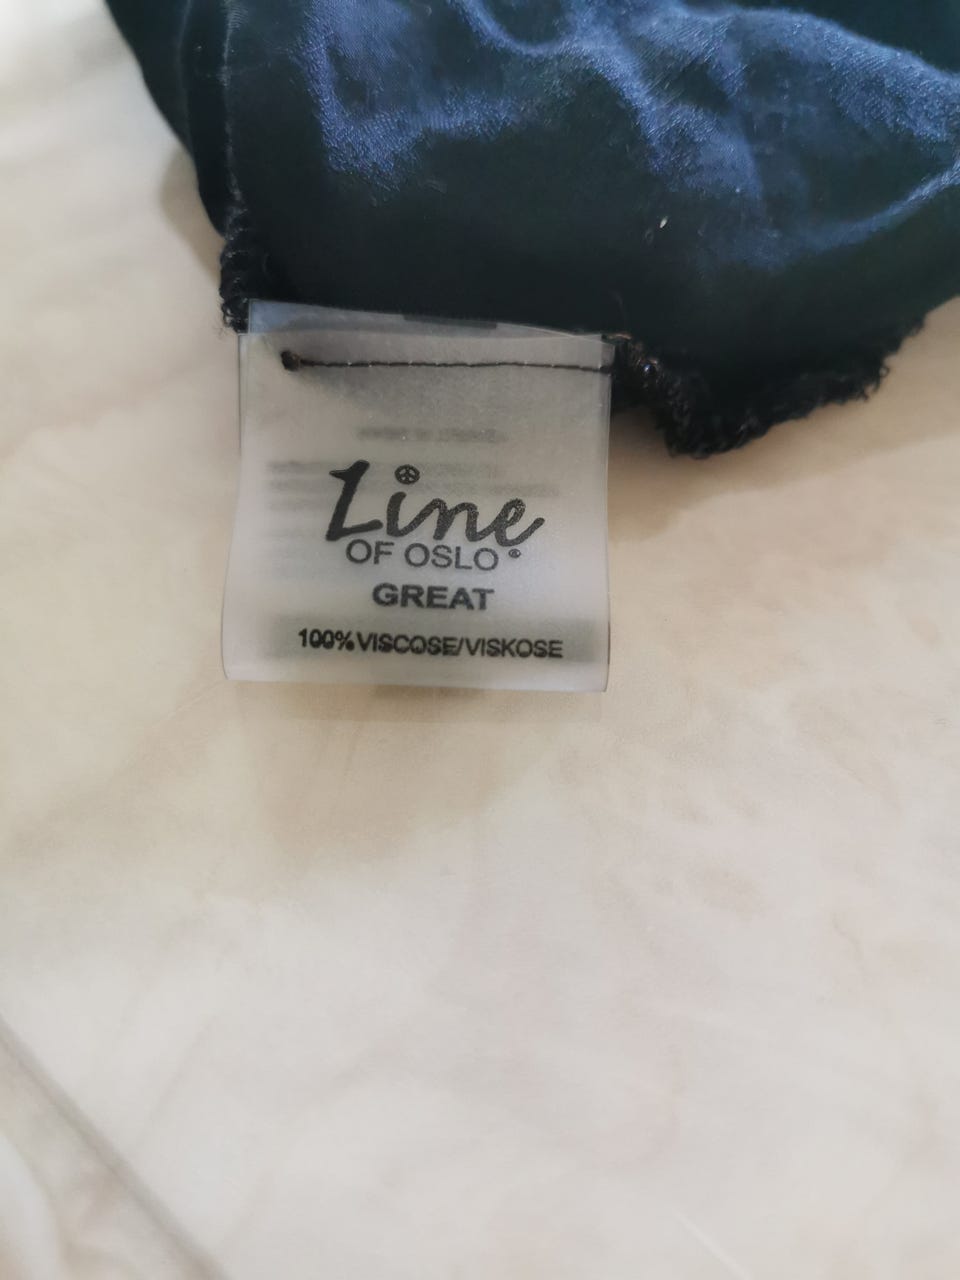 Line
OF OSLO®
GREAT
100% VISCOSE/VISKOSE